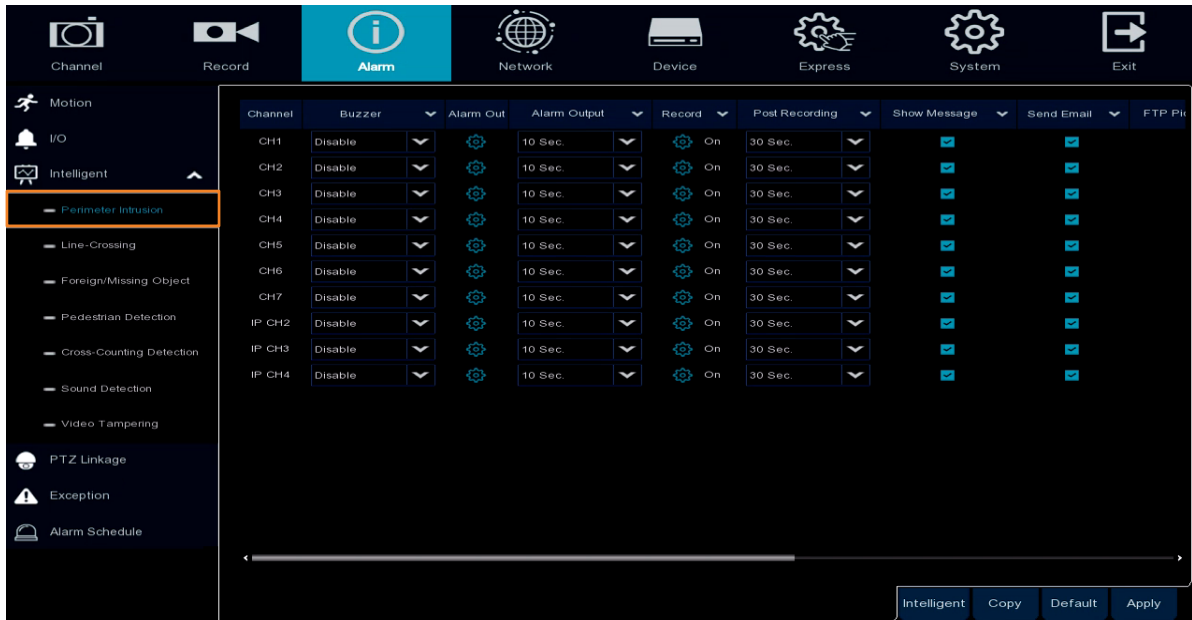 Channel Record Alarm Network Device Express System Exit
Motion
I/O
Intelligent
Perimeter Intrusion
Line-Crossing
Foreign/Missing Object
Pedestrian Detection
Cross-Counting Detection
Sound Detection
Video Tampering
PTZ Linkage
Exception
Alarm Schedule
Channel Buzzer Alarm Out Alarm Output Record Post Recording Show Message Send Email FTP Pic
CH1 Disable 10 Sec. On 30 Sec.
CH2 Disable 10 Sec. On 30 Sec.
CH3 Disable 10 Sec. On 30 Sec.
CH4 Disable 10 Sec. On 30 Sec.
CH5 Disable 10 Sec. On 30 Sec.
CH6 Disable 10 Sec. On 30 Sec.
CH7 Disable 10 Sec. On 30 Sec.
IP CH2 Disable 10 Sec. On 30 Sec.
IP CH3 Disable 10 Sec. On 30 Sec.
IP CH4 Disable 10 Sec. On 30 Sec.
Intelligent Copy Default Apply